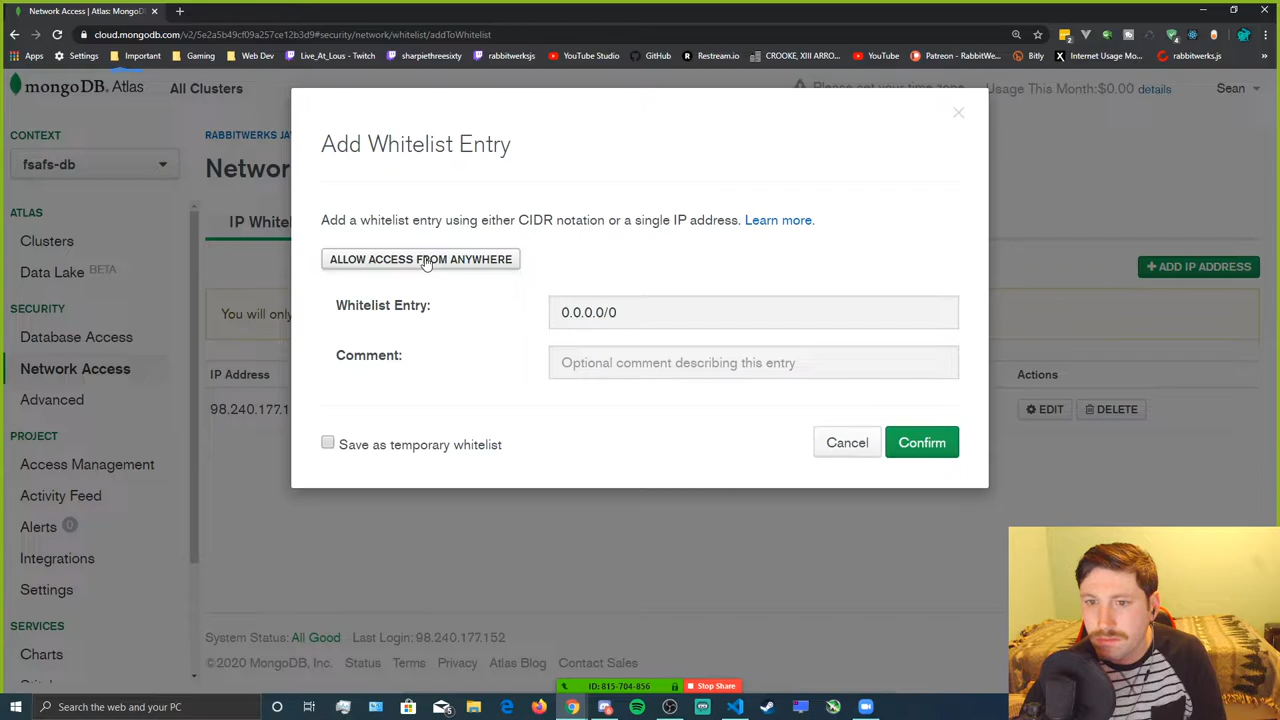 Network Access | Atlas: MongoDB
cloud.mongodb.com/v2/5e2a5b49cf09a257ce12b3d9#security/network/whitelist/addToWhitelist
Apps Settings Important Gaming Web Dev Live_At_Lous - Twitch sharpiethreesixty rabbitwerksjs YouTube Studio GitHub Restream.io CROOKE, XIII ARRO... YouTube Patreon - RabbitWe... Bitly Internet Usage Mo... rabbitwerks.js
mongoDB. Atlas All Clusters Please set your time zone Usage This Month:$0.00 details Sean
CONTEXT
fsafs-db
RABBITWERKS JA
Networ
ATLAS
Clusters
Data Lake BETA
SECURITY
Database Access
Network Access
Advanced
PROJECT
Access Management
Activity Feed
Alerts 0
Integrations
Settings
SERVICES
Charts
IP White
ADD IP ADDRESS
You will only
IP Address
Actions
98.240.177.1
EDIT
DELETE
Add Whitelist Entry
Add a whitelist entry using either CIDR notation or a single IP address. Learn more.
ALLOW ACCESS FROM ANYWHERE
Whitelist Entry: 0.0.0.0/0
Comment: Optional comment describing this entry
Save as temporary whitelist
Cancel
Confirm
System Status: All Good Last Login: 98.240.177.152
©2020 MongoDB, Inc. Status Terms Privacy Atlas Blog Contact Sales
ID: 815-704-856 Stop Share
Search the web and your PC